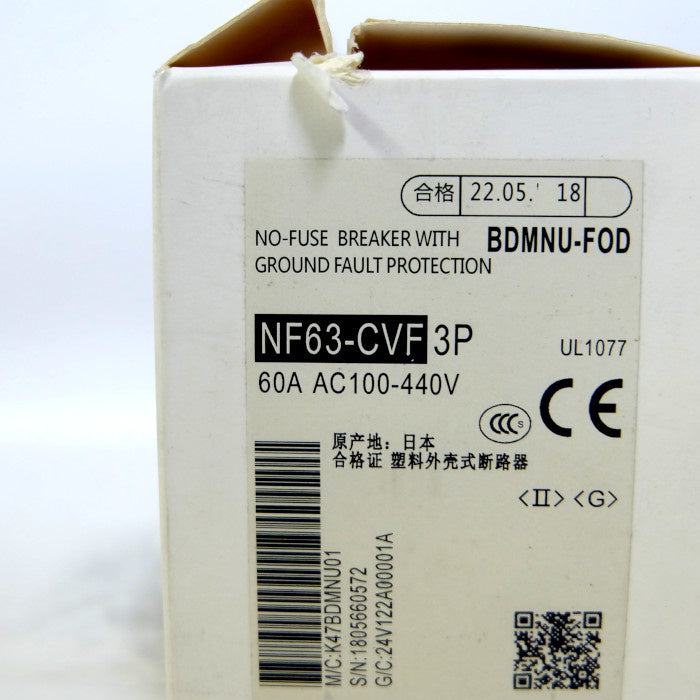 合格 22.05.' 18
NO-FUSE BREAKER WITH BDMNU-FOD
GROUND FAULT PROTECTION
NF63-CVF 3P
UL1077
60A AC100-440V
CCC S CE
原产地：日本
合格证 塑料外壳式断路器
<II> <G>
M/C:K47BDMNU01
S/N:1805660572
G/C:24V122A00001A